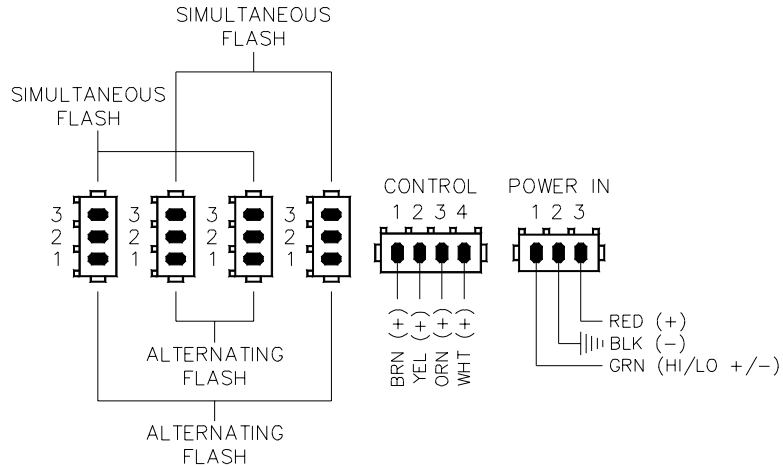 SIMULTANEOUS
FLASH
SIMULTANEOUS
FLASH
3
2
1
3
2
1
3
2
1
3
2
1
CONTROL
1 2 3 4
POWER IN
1 2 3
BRN (+)
YEL (+)
ORN (+)
WHT (+)
RED (+)
BLK (-)
GRN (HI/LO +/-)
ALTERNATING
FLASH
ALTERNATING
FLASH